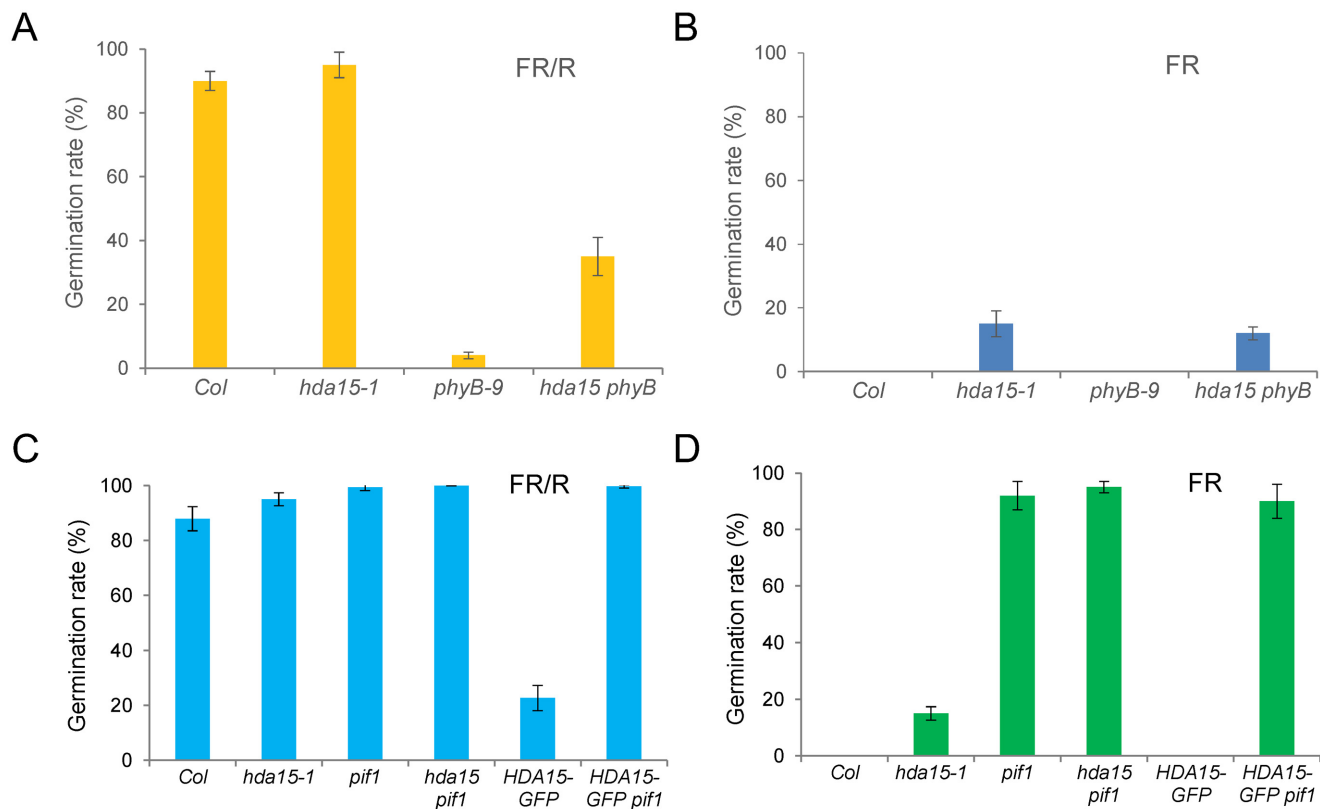 A
FR/R
Germination rate (%)
100
80
60
40
20
0
Col
hda15-1
phyB-9
hda15 phyB
B
FR
Germination rate (%)
100
80
60
40
20
0
Col
hda15-1
phyB-9
hda15 phyB
C
FR/R
Germination rate (%)
100
80
60
40
20
0
Col
hda15-1
pif1
hda15
pif1
HDA15-
GFP
HDA15-
GFP pif1
D
FR
Germination rate (%)
100
80
60
40
20
0
Col
hda15-1
pif1
hda15
pif1
HDA15-
GFP
HDA15-
GFP pif1